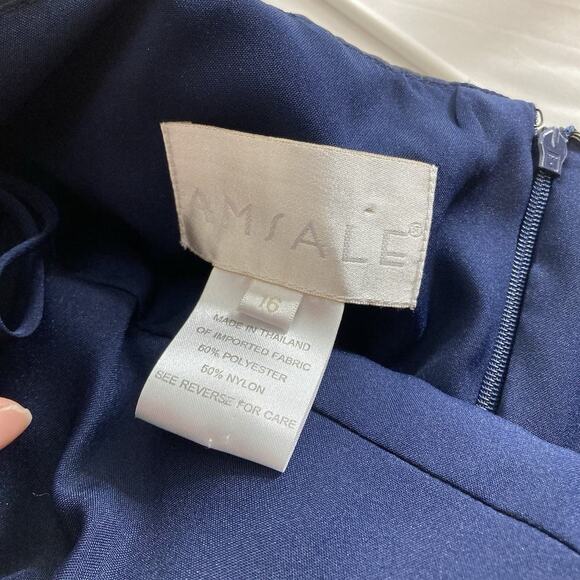 AMSALE®
16
MADE IN THAILAND
OF IMPORTED FABRIC
50% POLYESTER
50% NYLON
SEE REVERSE FOR CARE